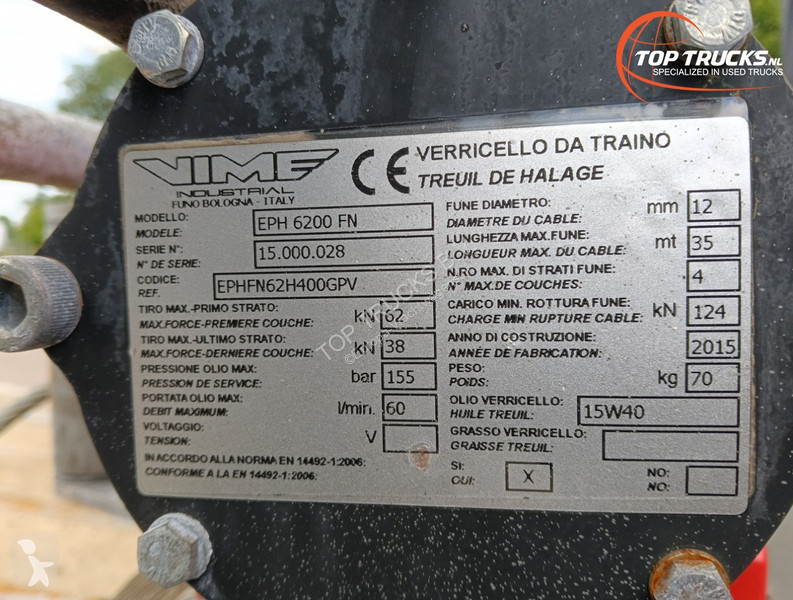 TOP TRUCKS.NL
SPECIALIZED IN USED TRUCKS
VIME
INDUSTRIAL
FUNO BOLOGNA - ITALY
CE
VERRICELLO DA TRAINO
TREUIL DE HALAGE
MODELLO:
MODELE:
EPH 6200 FN
SERIE N°:
N° DE SERIE:
15.000.028
CODICE:
REF.
EPHFN62H400GPV
TIRO MAX.-PRIMO STRATO:
MAX.FORCE-PREMIERE COUCHE:
kN 62
TIRO MAX.-ULTIMO STRATO:
MAX.FORCE-DERNIERE COUCHE:
kN 38
PRESSIONE OLIO MAX:
PRESSION DE SERVICE:
bar 155
PORTATA OLIO MAX:
DEBIT MAXIMUM:
l/min. 60
VOLTAGGIO:
TENSION:
V
IN ACCORDO ALLA NORMA EN 14492-1:2006:
CONFORME A LA EN 14492-1:2006:
FUNE DIAMETRO:
DIAMETRE DU CABLE:
mm 12
LUNGHEZZA MAX.FUNE:
LONGUEUR MAX. DU CABLE:
mt 35
N.RO MAX. DI STRATI FUNE:
N° MAX.DE COUCHES:
4
CARICO MIN. ROTTURA FUNE:
CHARGE MIN RUPTURE CABLE:
kN 124
ANNO DI COSTRUZIONE:
ANNÉE DE FABRICATION:
2015
PESO:
POIDS:
kg 70
OLIO VERRICELLO:
HUILE TREUIL:
15W40
GRASSO VERRICELLO:
GRAISSE TREUIL:
SI:
OUI:
X
NO:
NO: